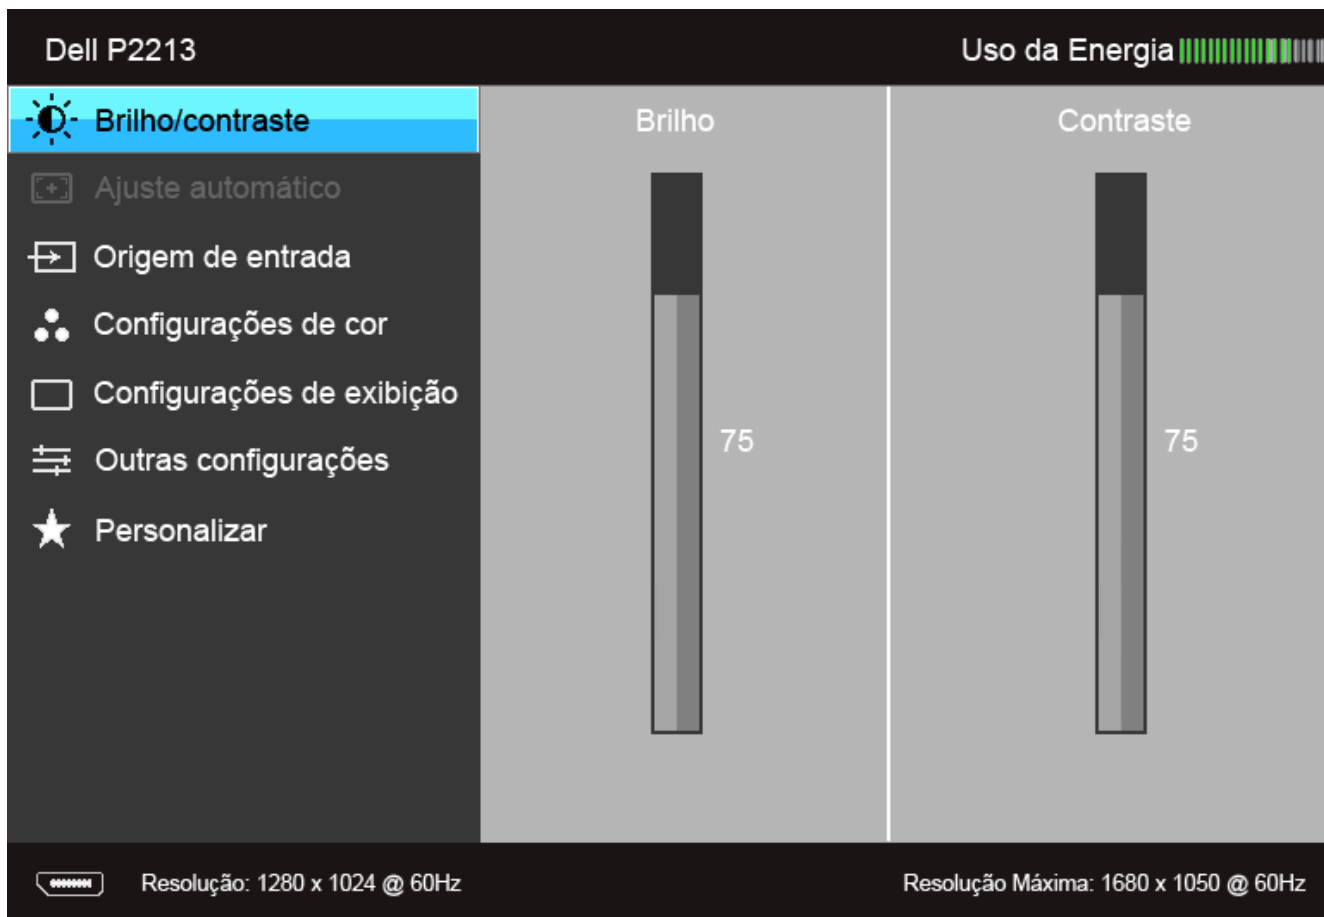 Dell P2213
Uso da Energia
Brilho/contraste
Ajuste automático
Origem de entrada
Configurações de cor
Configurações de exibição
Outras configurações
Personalizar
Brilho
75
Contraste
75
Resolução: 1280 x 1024 @ 60Hz
Resolução Máxima: 1680 x 1050 @ 60Hz